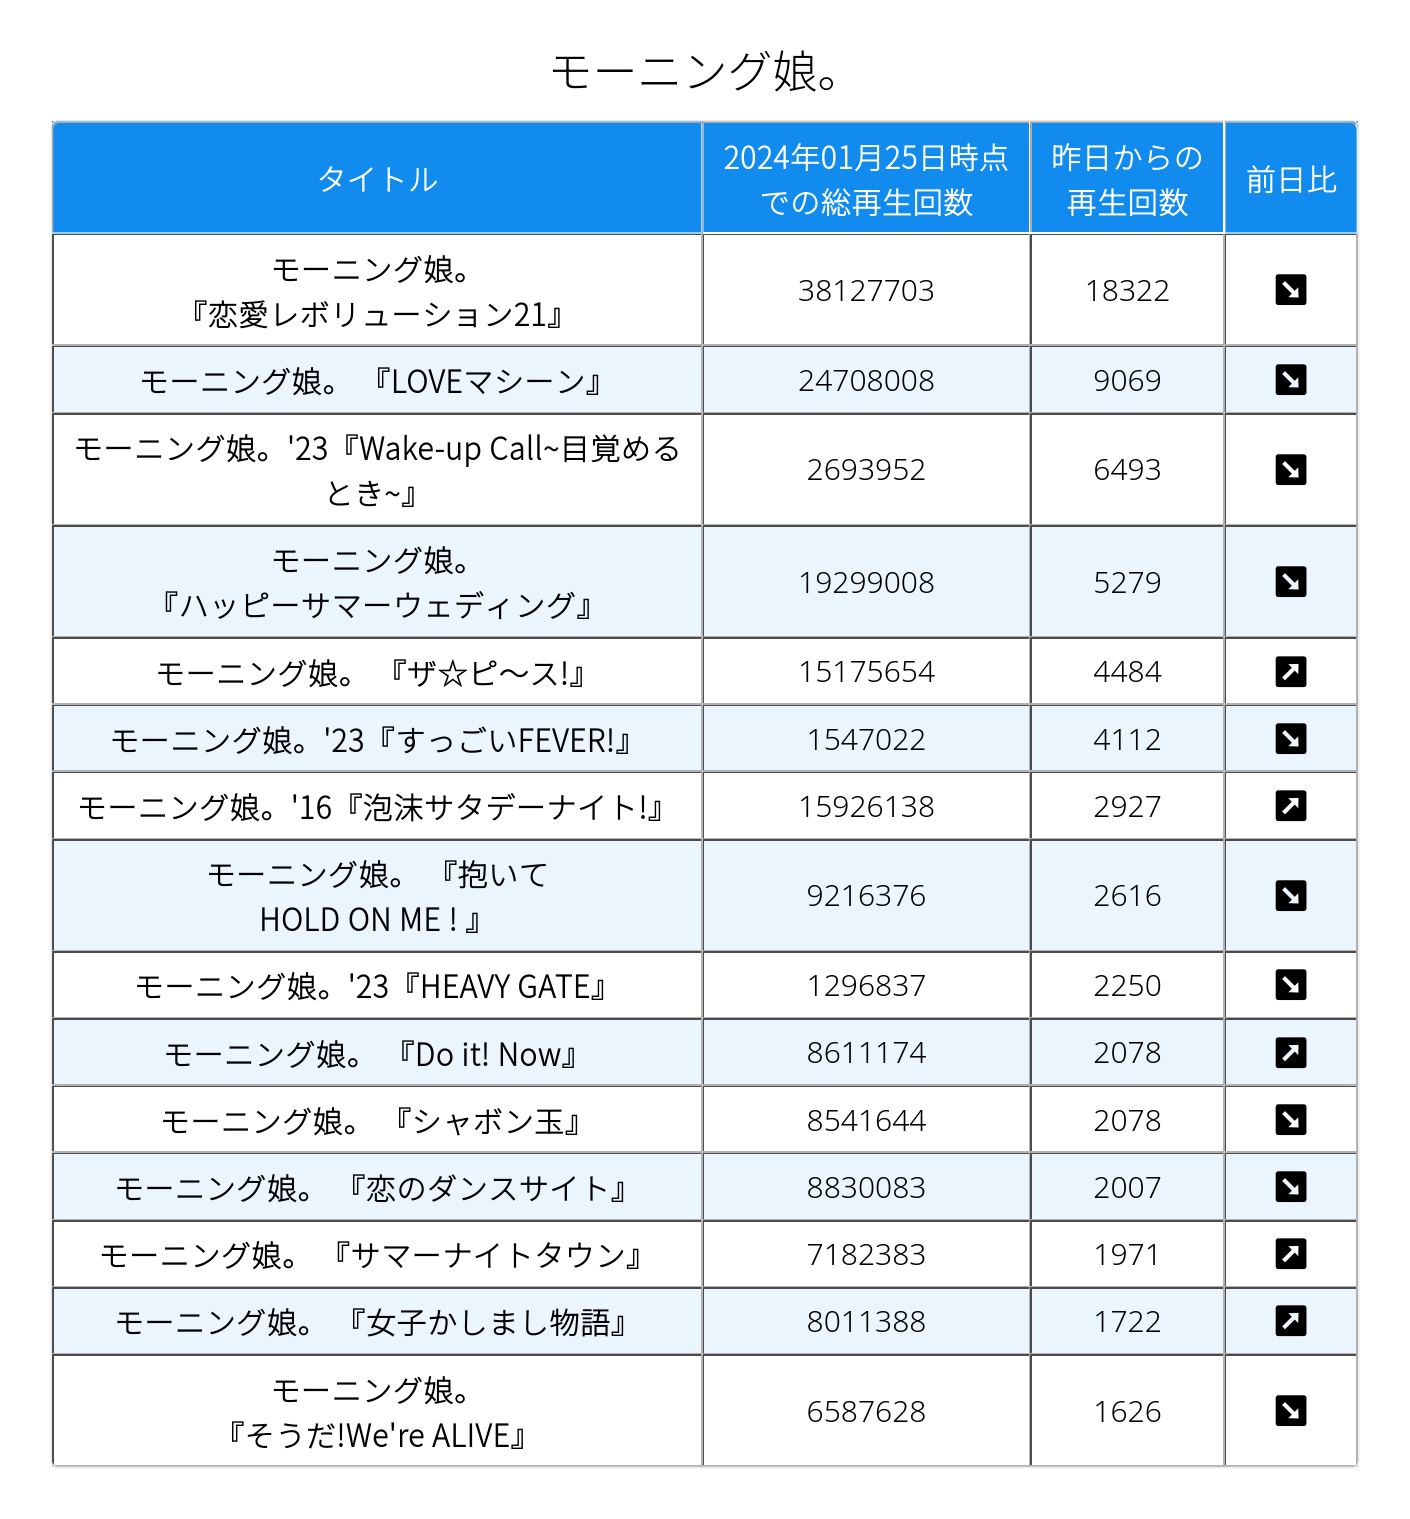 モーニング娘。
タイトル
2024年01月25日時点
での総再生回数
昨日からの
再生回数
前日比
モーニング娘。
『恋愛レボリューション21』
38127703
18322
モーニング娘。 『LOVEマシーン』
24708008
9069
モーニング娘。'23『Wake-up Call~目覚める
とき~』
2693952
6493
モーニング娘。
『ハッピーサマーウェディング』
19299008
5279
モーニング娘。 『ザ☆ピ〜ス!』
15175654
4484
モーニング娘。'23『すっごいFEVER!』
1547022
4112
モーニング娘。'16『泡沫サタデーナイト!』
15926138
2927
モーニング娘。 『抱いて
HOLD ON ME ! 』
9216376
2616
モーニング娘。'23『HEAVY GATE』
1296837
2250
モーニング娘。 『Do it! Now』
8611174
2078
モーニング娘。 『シャボン玉』
8541644
2078
モーニング娘。 『恋のダンスサイト』
8830083
2007
モーニング娘。 『サマーナイトタウン』
7182383
1971
モーニング娘。 『女子かしまし物語』
8011388
1722
モーニング娘。
『そうだ!We're ALIVE』
6587628
1626